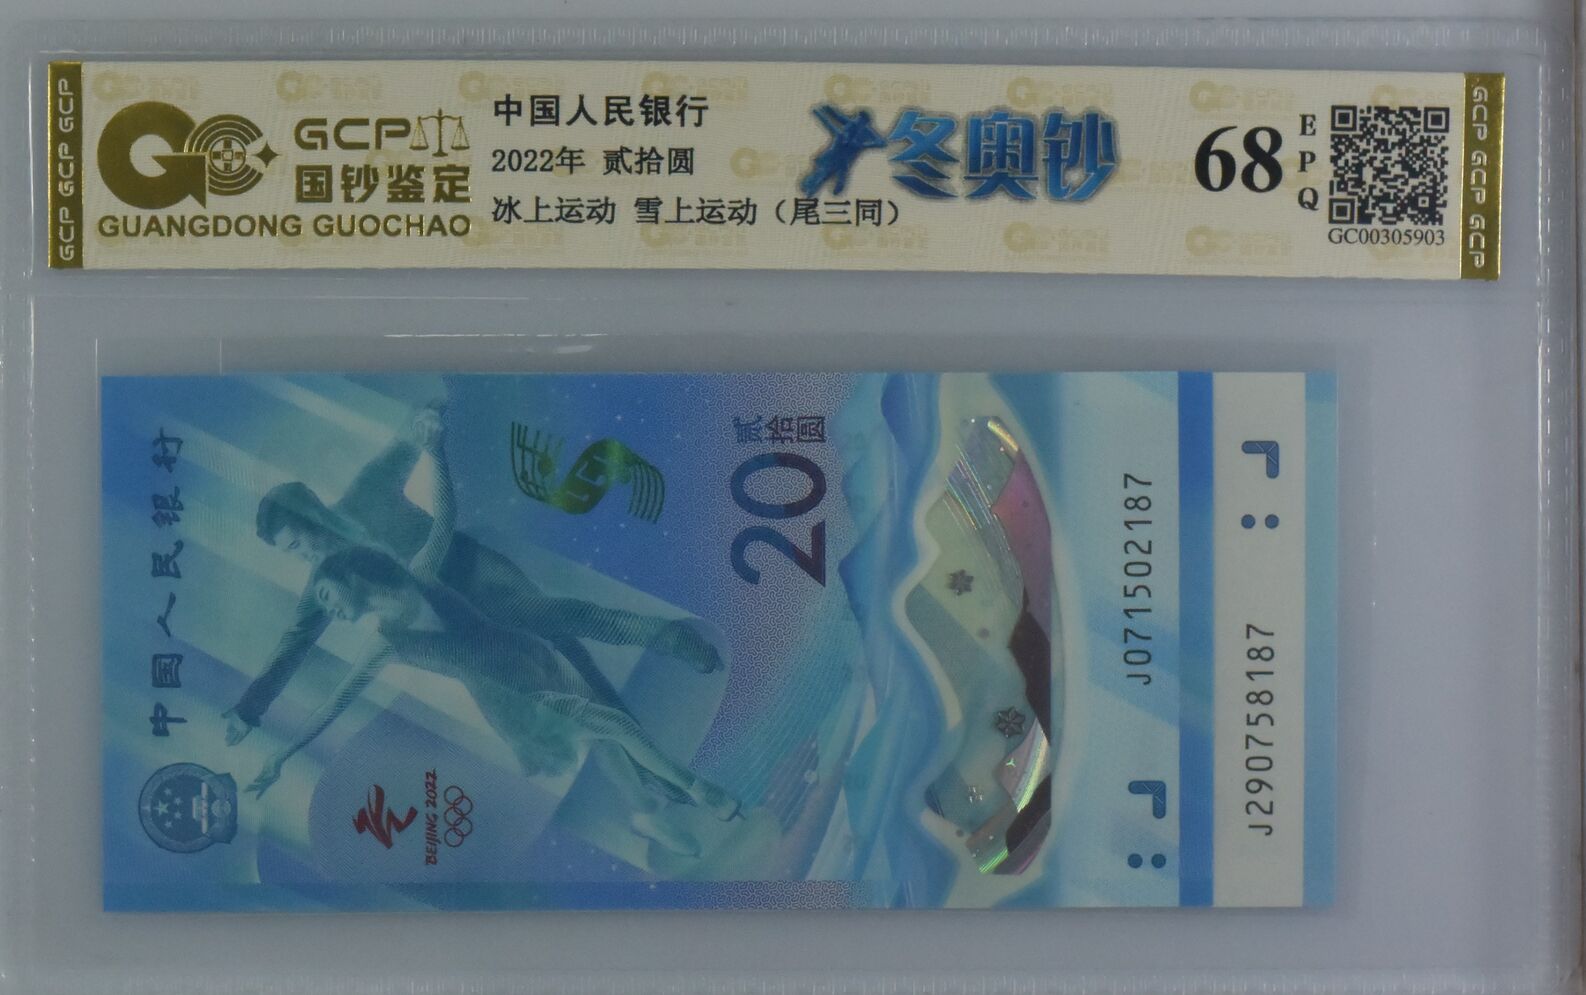 GCP
国钞鉴定
GUANGDONG GUOCHAO
中国人民银行
2022年 贰拾圆
冰上运动 雪上运动（尾三同）
冬奥钞
68
EPQ
GC00305903
GCP GCP GCP
GCP GCP GCP
中国人民银行
贰拾圆
20
BEIJING 2022
J071502187
J290758187